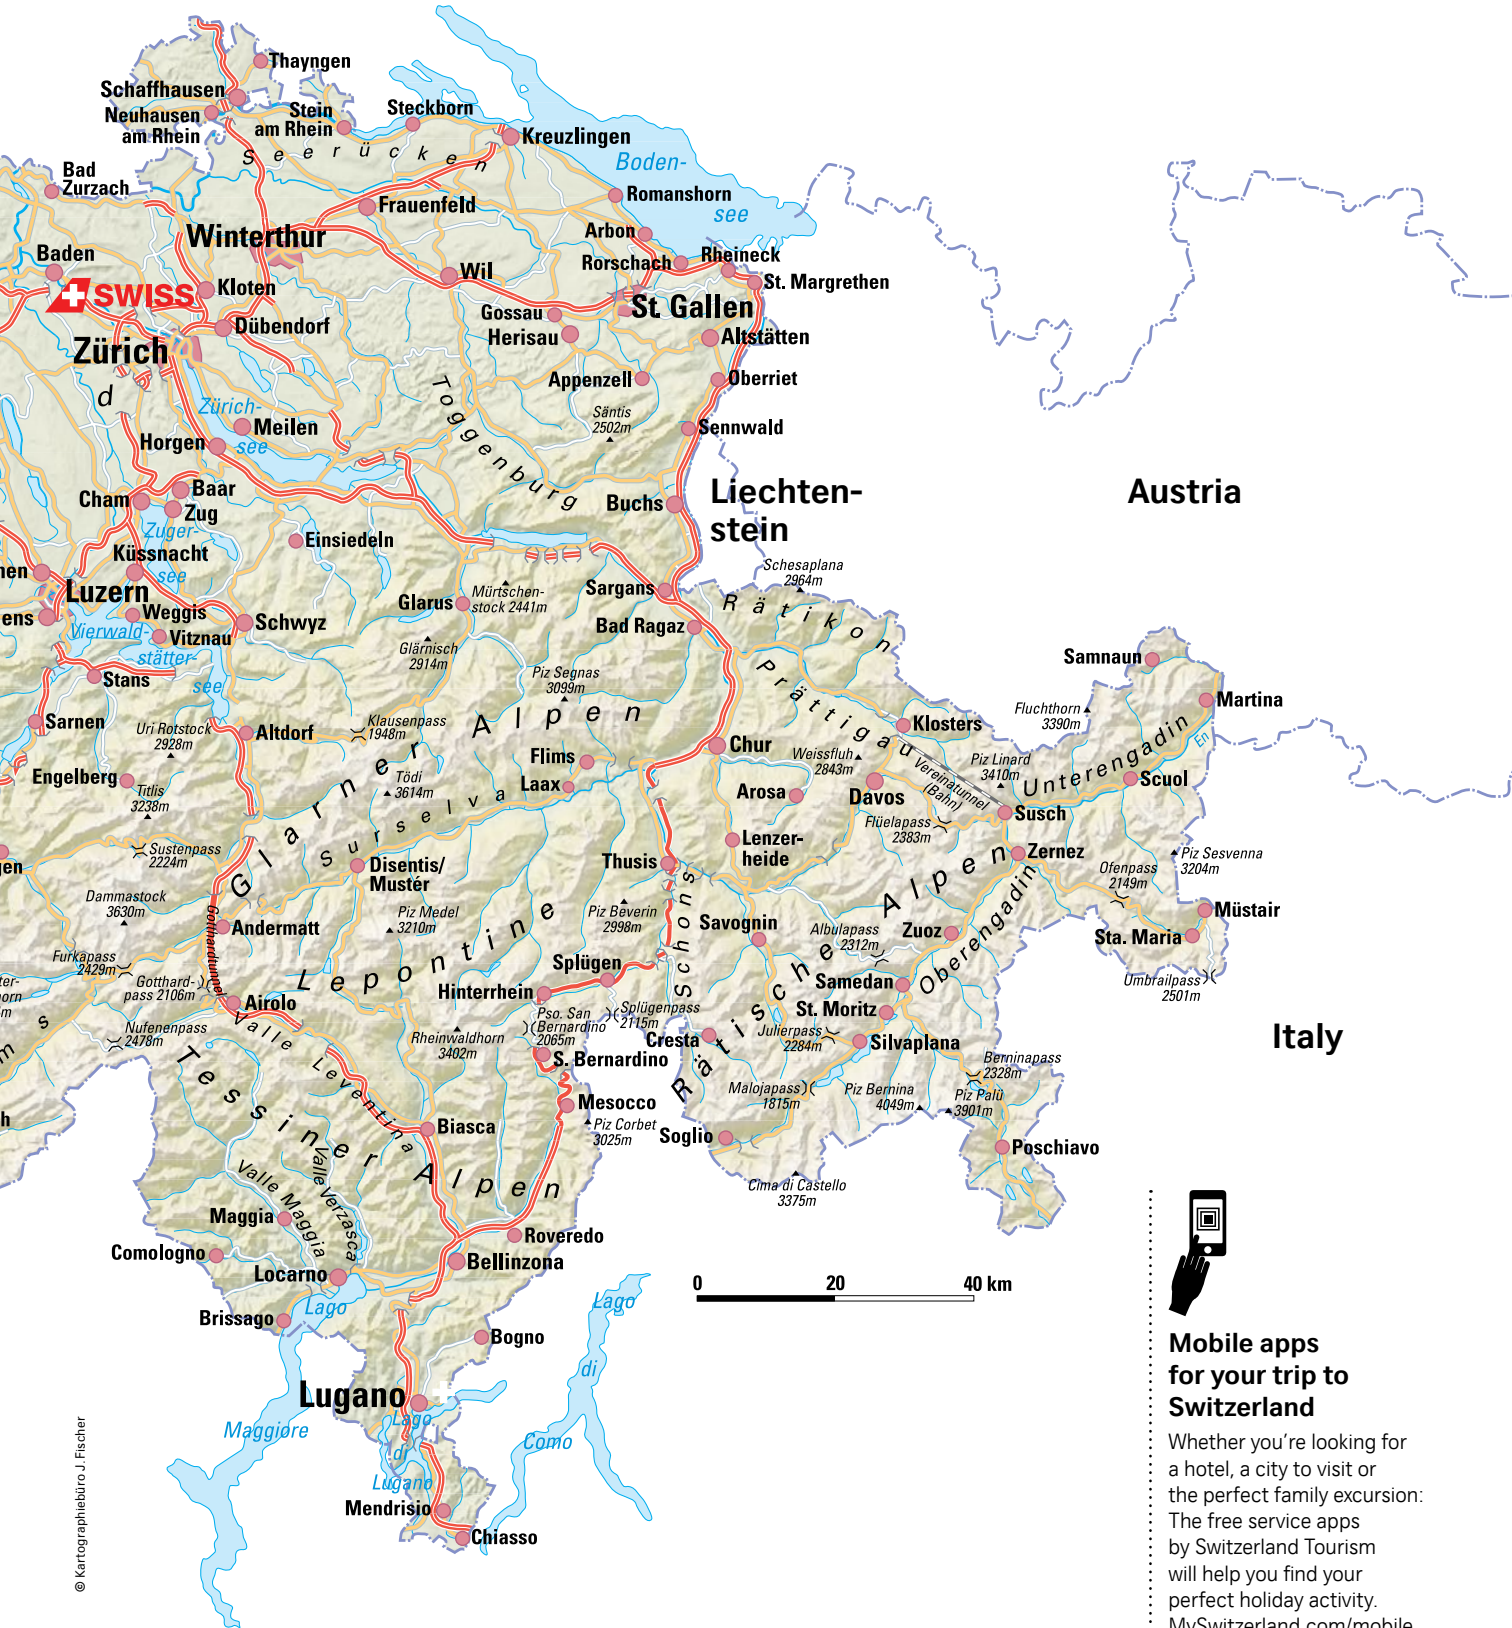 Thayngen
Schaffhausen
Neuhausen
am Rhein
Stein
am Rhein
Steckborn
Kreuzlingen
Seerücken
Boden-
see
Bad
Zurzach
Romanshorn
Frauenfeld
Winterthur
Arbon
Rorschach
Rheineck
St. Margrethen
Baden
SWISS
Kloten
Wil
Gossau
St. Gallen
Herisau
Dübendorf
Altstätten
Zürich
d
Appenzell
Oberriet
Toggenburg
Säntis
2502m
Zürich-
see
Meilen
Horgen
Sennwald
Liechten-
stein
Austria
Baar
Cham
Zug
Buchs
Zuger-
see
Einsiedeln
Küssnacht
men
Luzern
ens
Weggis
Vitznau
Vierwald-
stätter-
see
Schwyz
Glarus
Mürtschen-
stock 2441m
Sargans
Bad Ragaz
Schesaplana
2964m
Rätikon
Glärnisch
2914m
Stans
Piz Segnas
3099m
Prättigau
Samnaun
Martina
Fluchthorn
3390m
Sarnen
Uri Rotstock
2928m
Altdorf
Klausenpass
1948m
Glarner Alpen
Klosters
Chur
Weissfluh
2843m
Vereinatunnel
(Bahn)
Piz Linard
3410m
Unterengadin
En
Scuol
Engelberg
Titlis
3238m
Tödi
3614m
Flims
Laax
Surselva
Arosa
Davos
Flüelapass
2383m
Susch
Sustenpass
2224m
gen
Lenzer-
heide
Disentis/
Mustér
Thusis
Zernez
Ofenpass
2149m
Piz Sesvenna
3204m
Dammastock
3630m
Gotthardtunnel
Andermatt
Piz Medel
3210m
Piz Beverin
2998m
Schons
Savognin
Albulapass
2312m
Zuoz
Oberengadin
Müstair
Sta. Maria
Umbrailpass
2501m
Furkapass
2429m
Gotthard-
pass 2106m
Lepontine
Splügen
Hinterrhein
Samedan
St. Moritz
ter-
orn
m
s
m
Airolo
Nufenenpass
2478m
Valle Leventina
Rheinwaldhorn
3402m
Pso. San
Bernardino
2065m
Splügenpass
2115m
Cresta
Rätische Alpen
Julierpass
2284m
Silvaplana
Italy
Tessiner Alpen
S. Bernardino
Mesocco
Malojapass
1815m
Piz Bernina
4049m
Berninapass
2328m
Piz Palü
3901m
h
Biasca
Piz Corbet
3025m
Soglio
Poschiavo
Cima di Castello
3375m
Valle Maggia
Valle Verzasca
Maggia
Comologno
Locarno
Roveredo
Bellinzona
Brissago
Lago
Maggiore
Bogno
Lugano
Lago
di
Lugano
Lago
di
Como
Mendrisio
Chiasso
0 20 40 km
© Kartographiebüro J. Fischer
Mobile apps
for your trip to
Switzerland
Whether you’re looking for
a hotel, a city to visit or
the perfect family excursion:
The free service apps
by Switzerland Tourism
will help you find your
perfect holiday activity.
MySwitzerland.com/mobile